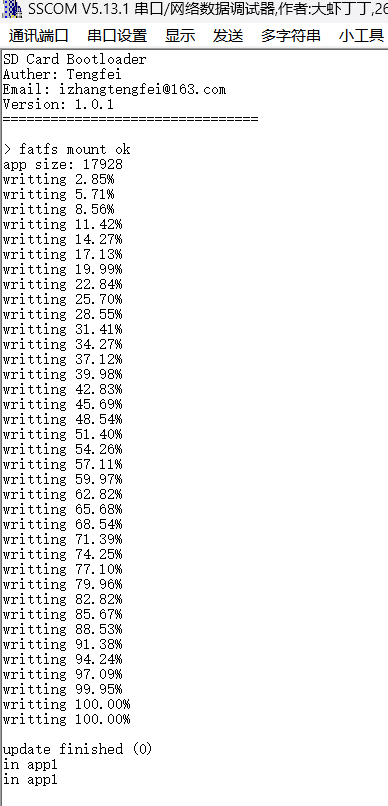 SSCOM V5.13.1 串口/网络数据调试器,作者:大虾丁丁,26
通讯端口 串口设置 显示 发送 多字符串 小工具
SD Card Bootloader
Auther: Tengfei
Email: izhangtengfei@163.com
Version: 1.0.1
================================
> fatfs mount ok
app size: 17928
writting 2.85%
writting 5.71%
writting 8.56%
writting 11.42%
writting 14.27%
writting 17.13%
writting 19.99%
writting 22.84%
writting 25.70%
writting 28.55%
writting 31.41%
writting 34.27%
writting 37.12%
writting 39.98%
writting 42.83%
writting 45.69%
writting 48.54%
writting 51.40%
writting 54.26%
writting 57.11%
writting 59.97%
writting 62.82%
writting 65.68%
writting 68.54%
writting 71.39%
writting 74.25%
writting 77.10%
writting 79.96%
writting 82.82%
writting 85.67%
writting 88.53%
writting 91.38%
writting 94.24%
writting 97.09%
writting 99.95%
writting 100.00%
writting 100.00%
update finished (0)
in app1
in app1